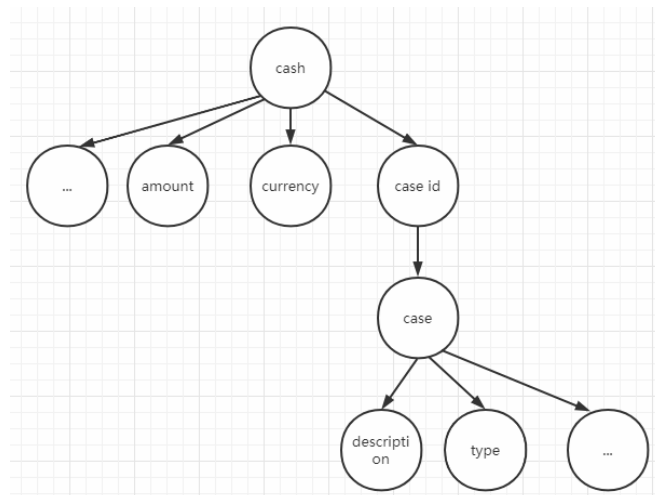 cash
...
amount
currency
case id
case
descripti
on
type
...